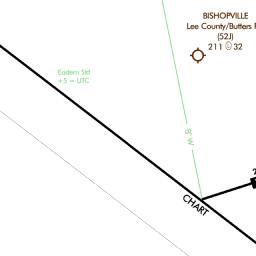 BISHOPVILLE
Lee County/Butters
(52J)
211 32
Eastern Std
+5 = UTC
8° W
CHART